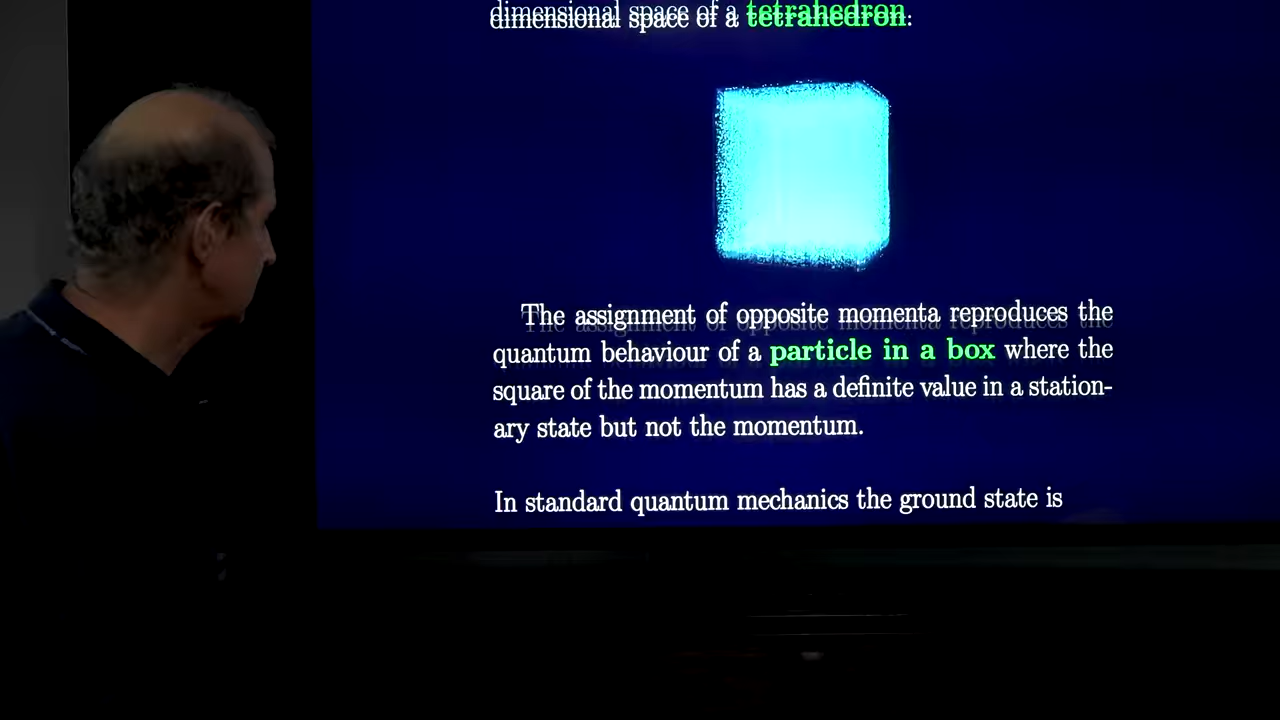 dimensional space of a tetrahedron:
The assignment of opposite momenta reproduces the
quantum behaviour of a particle in a box where the
square of the momentum has a definite value in a station-
ary state but not the momentum.
In standard quantum mechanics the ground state is